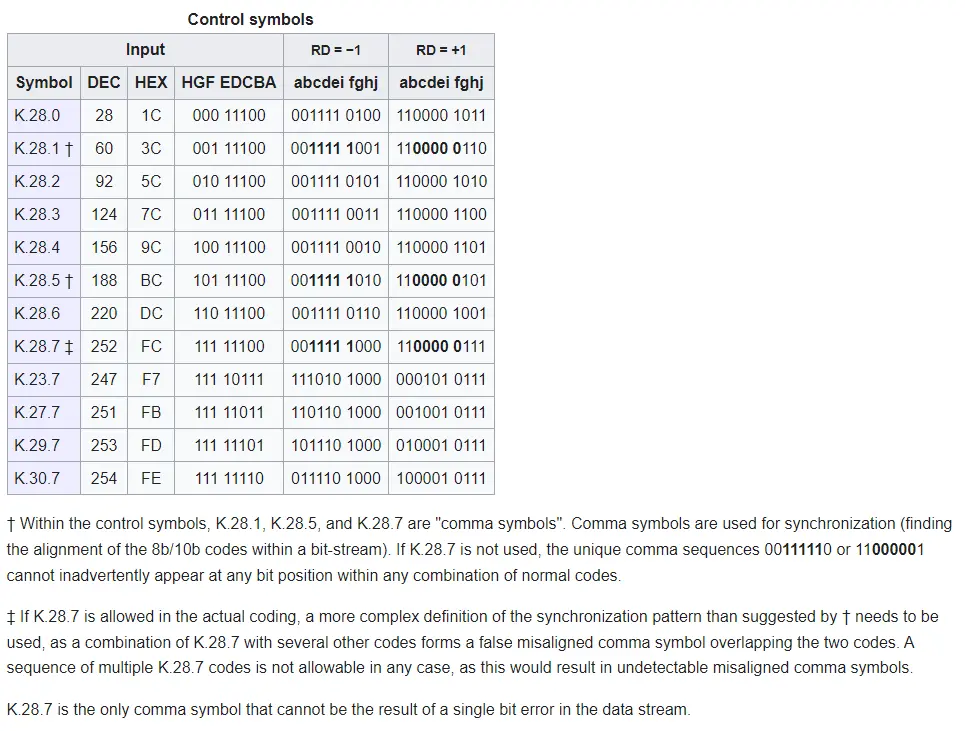 Control symbols
Input RD = −1 RD = +1
Symbol DEC HEX HGF EDCBA abcdei fghj abcdei fghj
K.28.0 28 1C 000 11100 001111 0100 110000 1011
K.28.1 † 60 3C 001 11100 001111 1001 110000 0110
K.28.2 92 5C 010 11100 001111 0101 110000 1010
K.28.3 124 7C 011 11100 001111 0011 110000 1100
K.28.4 156 9C 100 11100 001111 0010 110000 1101
K.28.5 † 188 BC 101 11100 001111 1010 110000 0101
K.28.6 220 DC 110 11100 001111 0110 110000 1001
K.28.7 ‡ 252 FC 111 11100 001111 1000 110000 0111
K.23.7 247 F7 111 10111 111010 1000 000101 0111
K.27.7 251 FB 111 11011 110110 1000 001001 0111
K.29.7 253 FD 111 11101 101110 1000 010001 0111
K.30.7 254 FE 111 11110 011110 1000 100001 0111
† Within the control symbols, K.28.1, K.28.5, and K.28.7 are "comma symbols". Comma symbols are used for synchronization (finding
the alignment of the 8b/10b codes within a bit-stream). If K.28.7 is not used, the unique comma sequences 00111110 or 11000001
cannot inadvertently appear at any bit position within any combination of normal codes.
‡ If K.28.7 is allowed in the actual coding, a more complex definition of the synchronization pattern than suggested by † needs to be
used, as a combination of K.28.7 with several other codes forms a false misaligned comma symbol overlapping the two codes. A
sequence of multiple K.28.7 codes is not allowable in any case, as this would result in undetectable misaligned comma symbols.
K.28.7 is the only comma symbol that cannot be the result of a single bit error in the data stream.